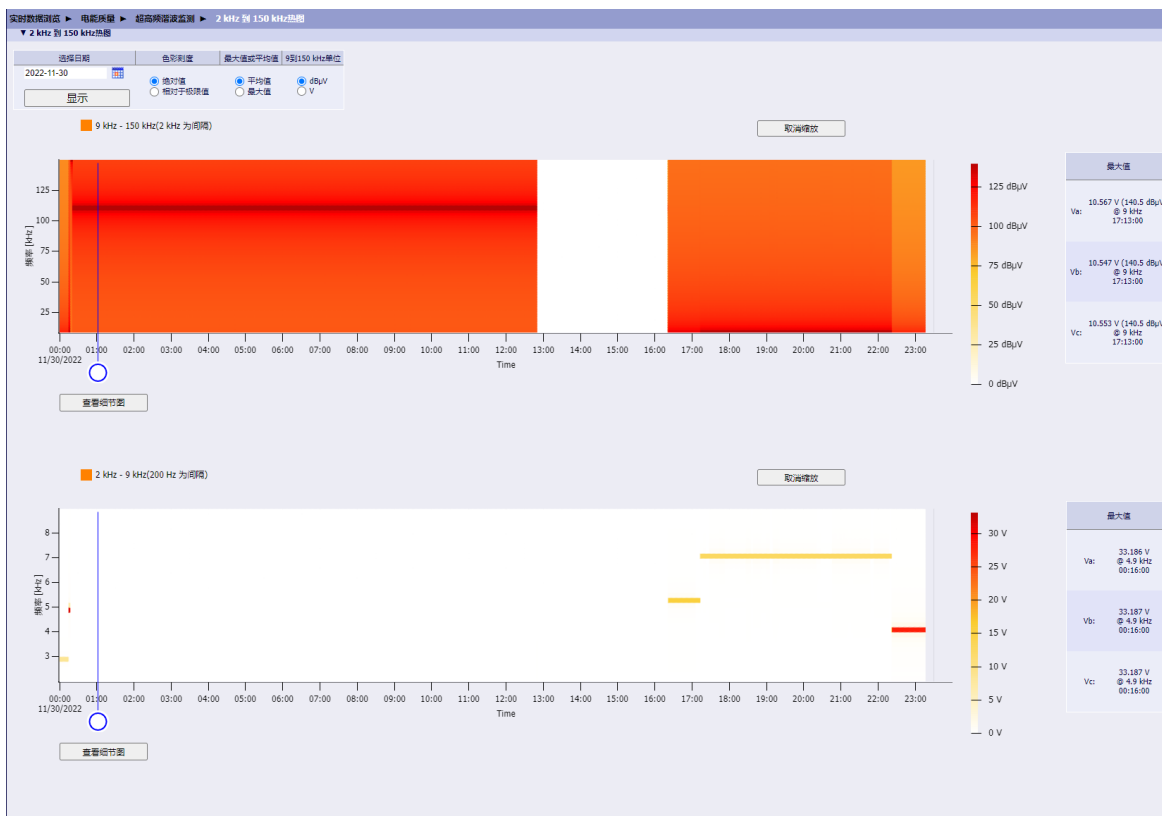 实时数据浏览 ► 电能质量 ► 超高频谐波监测 ► 2 kHz 到 150 kHz热图
▼ 2 kHz 到 150 kHz热图
选择日期 色彩刻度 最大值或平均值 9到150 kHz单位
2022-11-30 绝对值 平均值 dBμV
显示 相对于极限值 最大值 V
9 kHz - 150 kHz(2 kHz 为间隔) 取消缩放
频率 [kHz]
125
100
75
50
25
00:00 01:00 02:00 03:00 04:00 05:00 06:00 07:00 08:00 09:00 10:00 11:00 12:00 13:00 14:00 15:00 16:00 17:00 18:00 19:00 20:00 21:00 22:00 23:00
11/30/2022
Time
125 dBμV
100 dBμV
75 dBμV
50 dBμV
25 dBμV
0 dBμV
最大值
Va: 10.567 V (140.5 dBμV
@ 9 kHz
17:13:00
Vb: 10.547 V (140.5 dBμV
@ 9 kHz
17:13:00
Vc: 10.553 V (140.5 dBμV
@ 9 kHz
17:13:00
查看细节图
2 kHz - 9 kHz(200 Hz 为间隔) 取消缩放
频率 [kHz]
8
7
6
5
4
3
00:00 01:00 02:00 03:00 04:00 05:00 06:00 07:00 08:00 09:00 10:00 11:00 12:00 13:00 14:00 15:00 16:00 17:00 18:00 19:00 20:00 21:00 22:00 23:00
11/30/2022
Time
30 V
25 V
20 V
15 V
10 V
5 V
0 V
最大值
Va: 33.186 V
@ 4.9 kHz
00:16:00
Vb: 33.187 V
@ 4.9 kHz
00:16:00
Vc: 33.187 V
@ 4.9 kHz
00:16:00
查看细节图